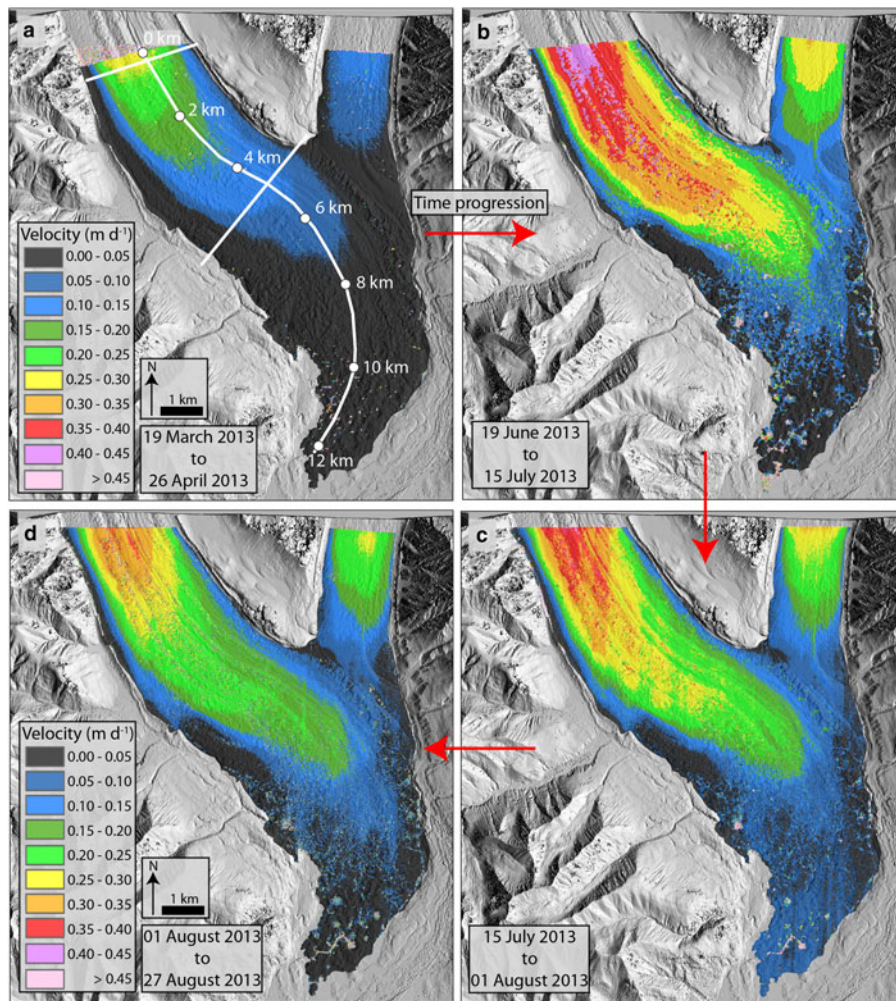 a
0 km
2 km
4 km
6 km
8 km
10 km
12 km
Velocity (m d⁻¹)
0.00 - 0.05
0.05 - 0.10
0.10 - 0.15
0.15 - 0.20
0.20 - 0.25
0.25 - 0.30
0.30 - 0.35
0.35 - 0.40
0.40 - 0.45
> 0.45
N
1 km
19 March 2013
to
26 April 2013
Time progression
b
19 June 2013
to
15 July 2013
d
Velocity (m d⁻¹)
0.00 - 0.05
0.05 - 0.10
0.10 - 0.15
0.15 - 0.20
0.20 - 0.25
0.25 - 0.30
0.30 - 0.35
0.35 - 0.40
0.40 - 0.45
> 0.45
N
1 km
01 August 2013
to
27 August 2013
c
15 July 2013
to
01 August 2013